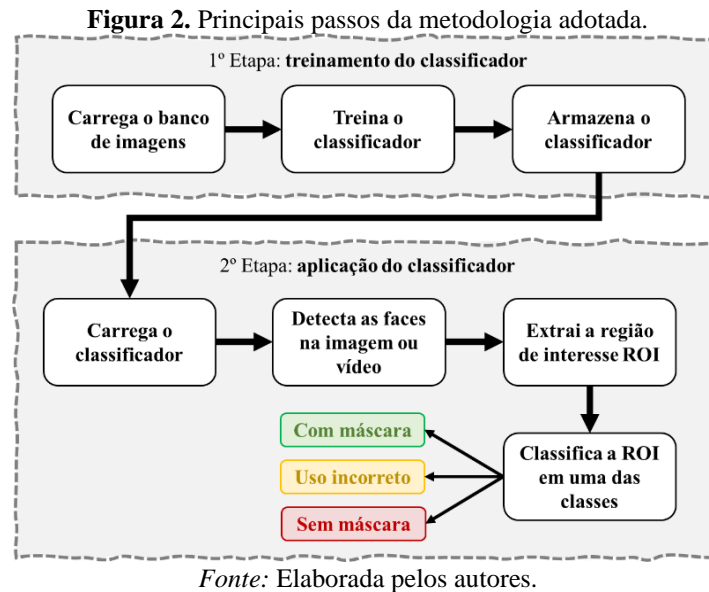 Figura 2. Principais passos da metodologia adotada.
1º Etapa: treinamento do classificador
Carrega o banco
de imagens
Treina o
classificador
Armazena o
classificador
2º Etapa: aplicação do classificador
Carrega o
classificador
Detecta as faces
na imagem ou
vídeo
Extrai a região
de interesse ROI
Com máscara
Uso incorreto
Sem máscara
Classifica a ROI
em uma das
classes
Fonte: Elaborada pelos autores.